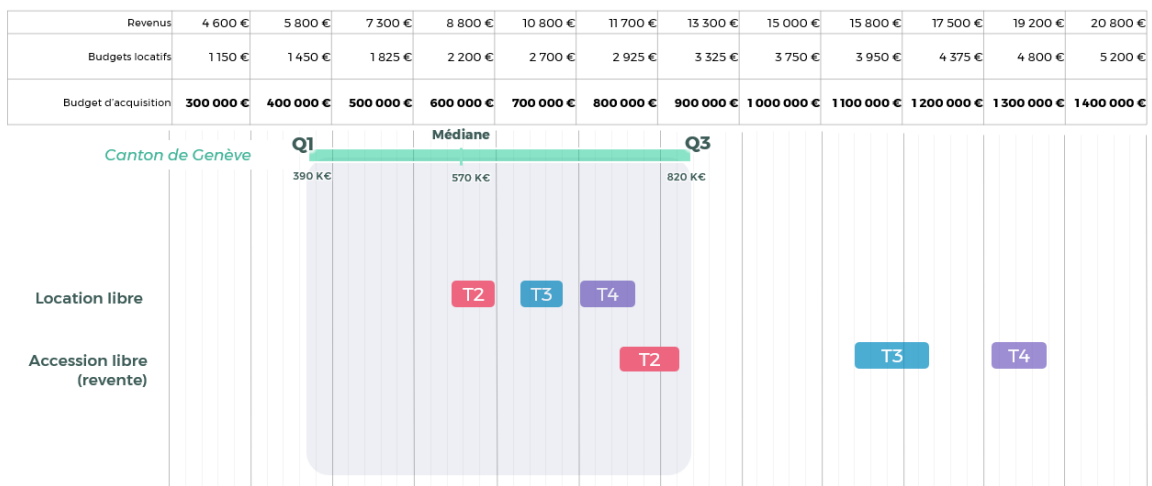 Revenus 4 600 € 5 800 € 7 300 € 8 800 € 10 800 € 11 700 € 13 300 € 15 000 € 15 800 € 17 500 € 19 200 € 20 800 €
Budgets locatifs 1 150 € 1 450 € 1 825 € 2 200 € 2 700 € 2 925 € 3 325 € 3 750 € 3 950 € 4 375 € 4 800 € 5 200 €
Budget d'acquisition 300 000 € 400 000 € 500 000 € 600 000 € 700 000 € 800 000 € 900 000 € 1 000 000 € 1 100 000 € 1 200 000 € 1 300 000 € 1 400 000 €
Médiane
Canton de Genève Q1 Q3
390 K€ 570 K€ 820 K€
Location libre T2 T3 T4
Accession libre T2 T3 T4
(revente)